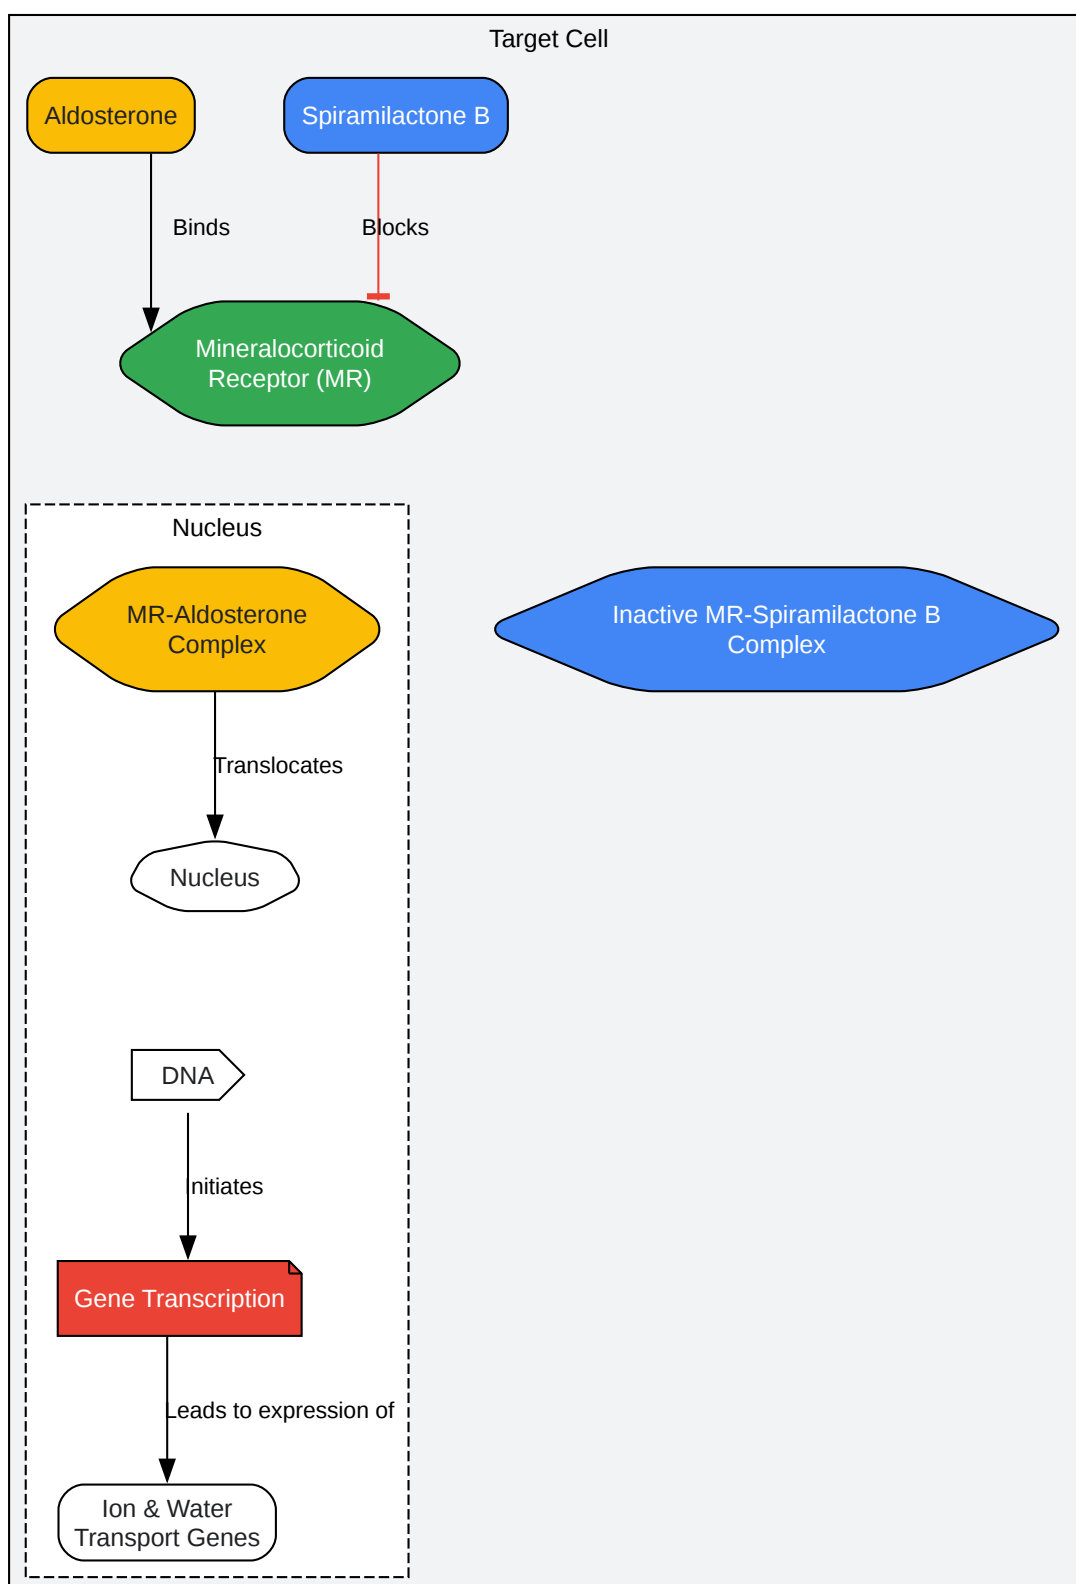 Target Cell
Aldosterone
Spiramilactone B
Binds
Blocks
Mineralocorticoid
Receptor (MR)
Nucleus
MR-Aldosterone
Complex
Inactive MR-Spiramilactone B
Complex
Translocates
Nucleus
DNA
Initiates
Gene Transcription
Leads to expression of
Ion & Water
Transport Genes